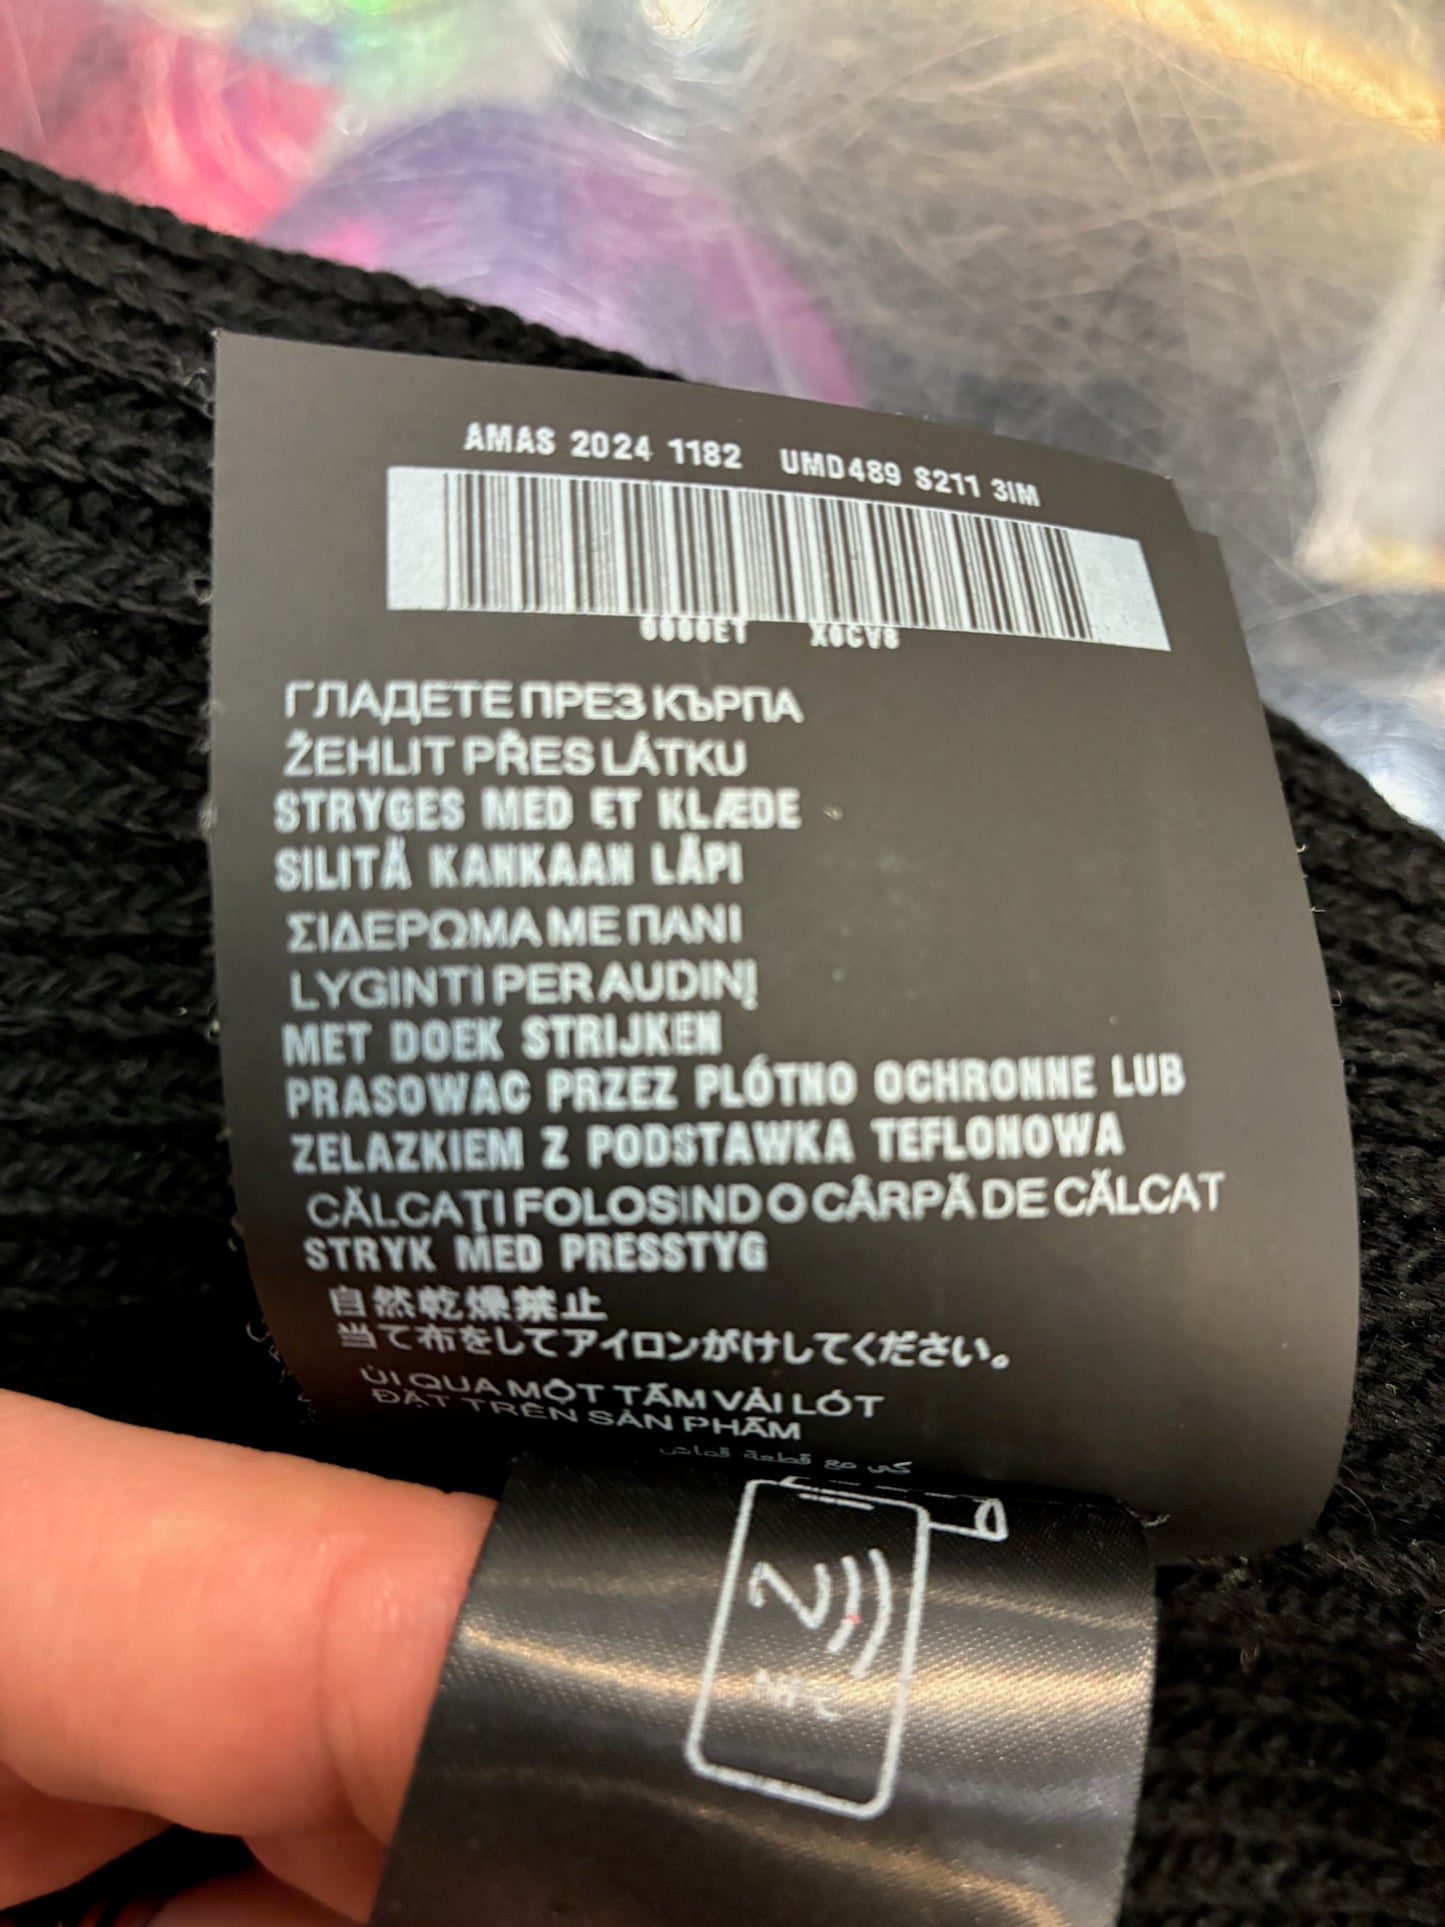 AMAS 2024 1182 UMD489 S211 3IM
X0CV8
ГЛАДЕТЕ ПРЕЗ КЪРПА
ŽEHLIT PŘES LÁTKU
STRYGES MED ET KLÆDE
SILITÄ KANKAAN LÄPI
ΣΙΔΕΡΩΜΑ ΜΕ ΠΑΝΙ
LYGINTI PER AUDINĮ
MET DOEK STRIJKEN
PRASOWAC PRZEZ PLÓTNO OCHRONNE LUB
ZELAZKIEM Z PODSTAWKA TEFLONOWA
CĂLCAȚI FOLOSIND O CÂRPĂ DE CĂLCAT
STRYK MED PRESSTYG
自然乾燥禁止
当て布をしてアイロンがけしてください。
ỦI QUA MỘT TẤM VẢI LÓT
ĐẶT TRÊN SẢN PHẨM
كي مع قطعة قماش
NFC